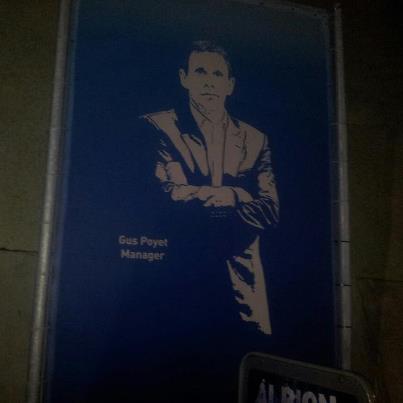 Gus Poyet
Manager
ALBION